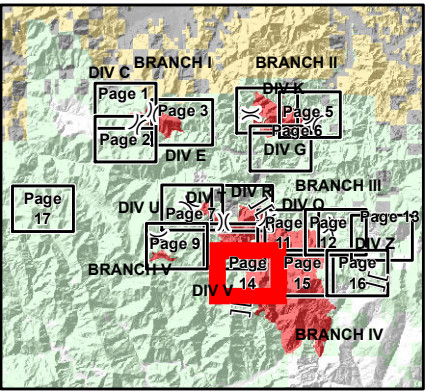 BRANCH I
BRANCH II
DIV C
Page 1
Page 3
Page 2
DIV E
DIV K
Page 5
Page 6
DIV G
BRANCH III
Page 17
DIV U
DIV R
DIV O
Page 7
Page 11
Page 12
Page 13
Page 9
DIV Z
BRANCH V
Page 14
Page 15
Page 16
DIV V
BRANCH IV